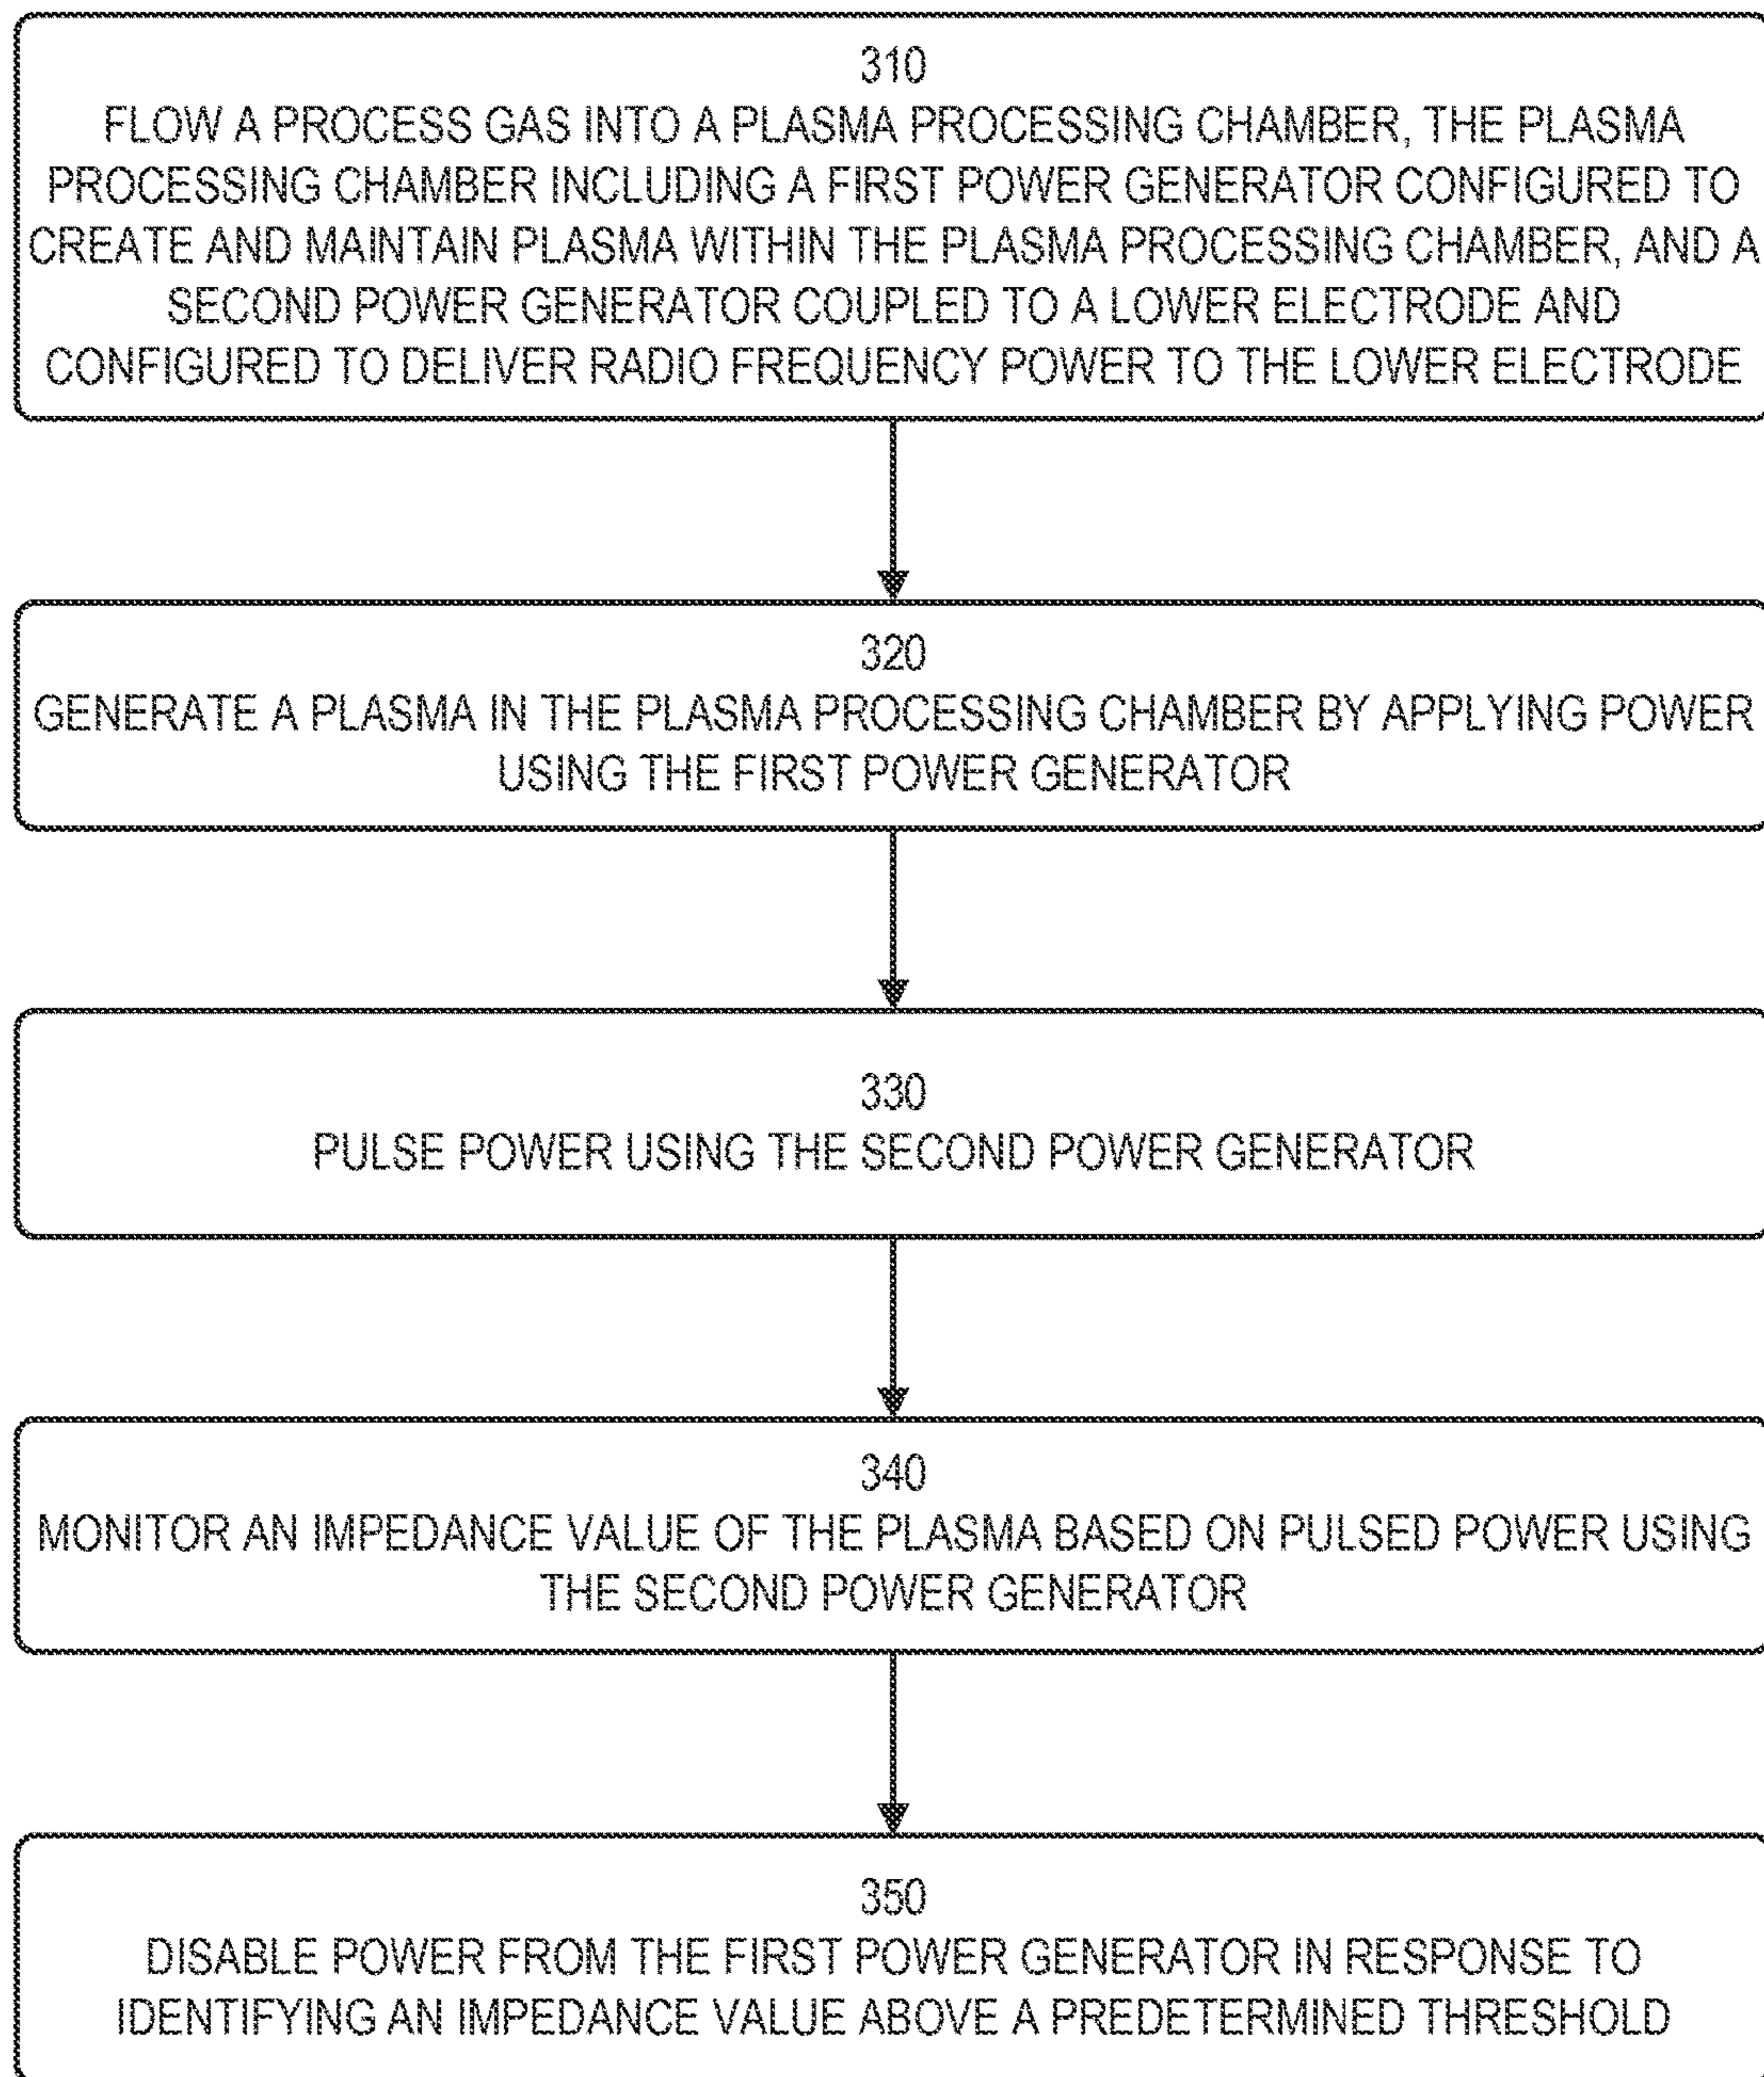 310
FLOW A PROCESS GAS INTO A PLASMA PROCESSING CHAMBER, THE PLASMA
PROCESSING CHAMBER INCLUDING A FIRST POWER GENERATOR CONFIGURED TO
CREATE AND MAINTAIN PLASMA WITHIN THE PLASMA PROCESSING CHAMBER, AND A
SECOND POWER GENERATOR COUPLED TO A LOWER ELECTRODE AND
CONFIGURED TO DELIVER RADIO FREQUENCY POWER TO THE LOWER ELECTRODE
320
GENERATE A PLASMA IN THE PLASMA PROCESSING CHAMBER BY APPLYING POWER
USING THE FIRST POWER GENERATOR
330
PULSE POWER USING THE SECOND POWER GENERATOR
340
MONITOR AN IMPEDANCE VALUE OF THE PLASMA BASED ON PULSED POWER USING
THE SECOND POWER GENERATOR
350
DISABLE POWER FROM THE FIRST POWER GENERATOR IN RESPONSE TO
IDENTIFYING AN IMPEDANCE VALUE ABOVE A PREDETERMINED THRESHOLD